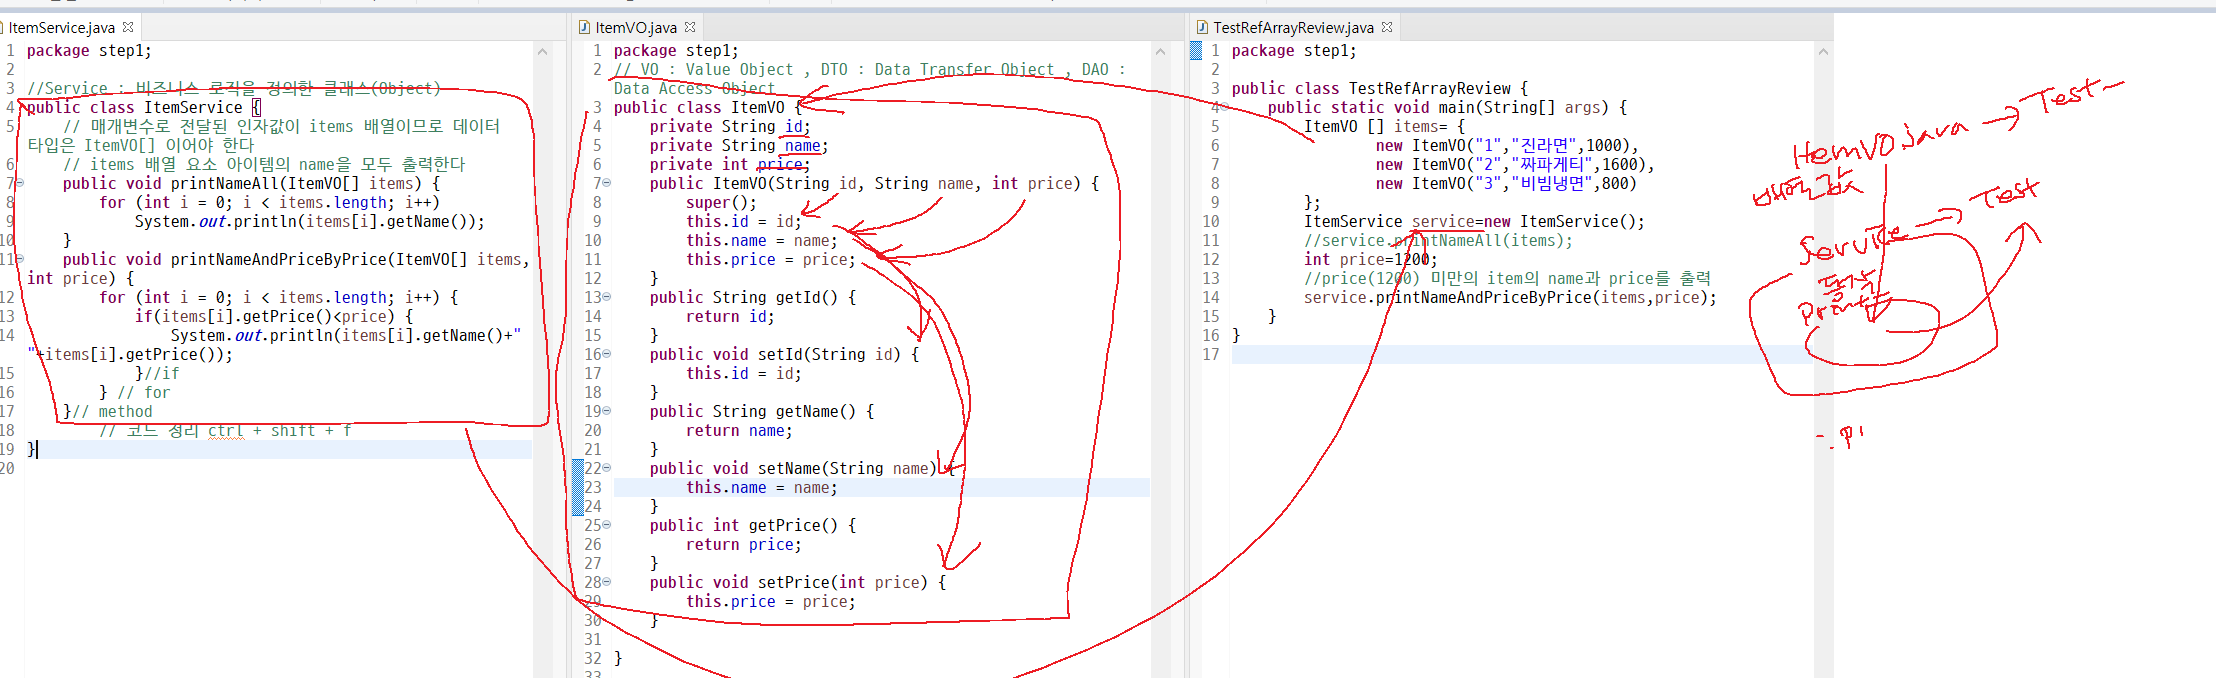 ItemService.java
1 package step1;
2
3 //Service : 비즈니스 로직을 정의한 클래스(Object)
4 public class ItemService {
5 // 매개변수로 전달된 인자값이 items 배열이므로 데이터
타입은 ItemVO[] 이어야 한다
6 // items 배열 요소 아이템의 name을 모두 출력한다
7 public void printNameAll(ItemVO[] items) {
8 for (int i = 0; i < items.length; i++)
9 System.out.println(items[i].getName());
10 }
11 public void printNameAndPriceByPrice(ItemVO[] items,
int price) {
12 for (int i = 0; i < items.length; i++) {
13 if(items[i].getPrice()<price) {
14 System.out.println(items[i].getName()+"
"+items[i].getPrice());
15 }//if
16 } // for
17 }// method
18 // 코드 정리 ctrl + shift + f
19 }
20
ItemVO.java
1 package step1;
2 // VO : Value Object , DTO : Data Transfer Object , DAO :
Data Access Object
3 public class ItemVO {
4 private String id;
5 private String name;
6 private int price;
7 public ItemVO(String id, String name, int price) {
8 super();
9 this.id = id;
10 this.name = name;
11 this.price = price;
12 }
13 public String getId() {
14 return id;
15 }
16 public void setId(String id) {
17 this.id = id;
18 }
19 public String getName() {
20 return name;
21 }
22 public void setName(String name) {
23 this.name = name;
24 }
25 public int getPrice() {
26 return price;
27 }
28 public void setPrice(int price) {
29 this.price = price;
30 }
31
32 }
33
TestRefArrayReview.java
1 package step1;
2
3 public class TestRefArrayReview {
4 public static void main(String[] args) {
5 ItemVO [] items= {
6 new ItemVO("1","진라면",1000),
7 new ItemVO("2","짜파게티",1600),
8 new ItemVO("3","비빔냉면",800)
9 };
10 ItemService service=new ItemService();
11 //service.printNameAll(items);
12 int price=1200;
13 //price(1200) 미만의 item의 name과 price를 출력
14 service.printNameAndPriceByPrice(items,price);
15 }
16 }
17
ItemVO java → Test
Service → Test